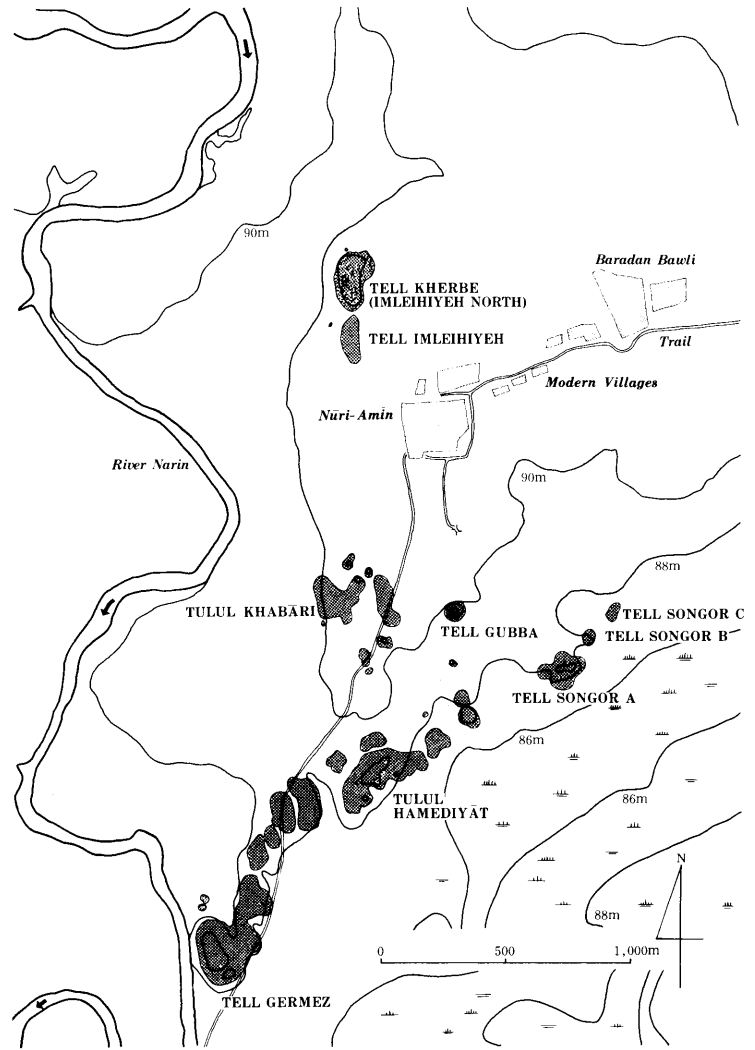 90m
Baradan Bawli
TELL KHERBE
(IMLEIHIYEH NORTH)
TELL IMLEIHIYEH
Trail
Modern Villages
Nūri-Amīn
River Narin
90m
88m
TULUL KHABĀRI
TELL GUBBA
TELL SONGOR C
TELL SONGOR B
TELL SONGOR A
86m
TULUL
HAMEDIYĀT
86m
N
88m
0 500 1,000m
TELL GERMEZ